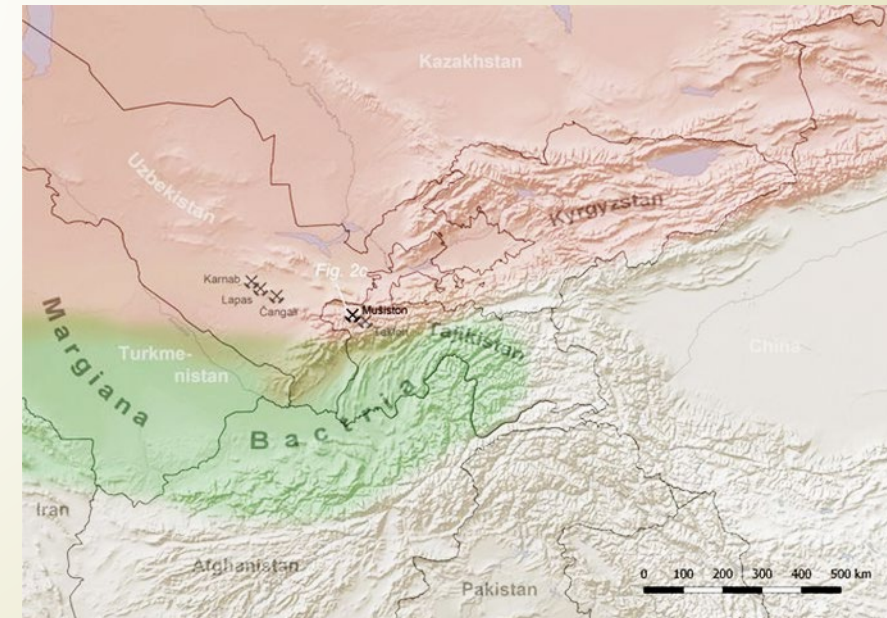 Kazakhstan
Uzbekistan
Kyrgyzstan
Fig. 2c
Karnab
Lapas
Mušiston
Tajikistan
China
Turkme-
nistan
Margiana
Bactria
Iran
Afghanistan
Pakistan
0 100 200 300 400 500 km